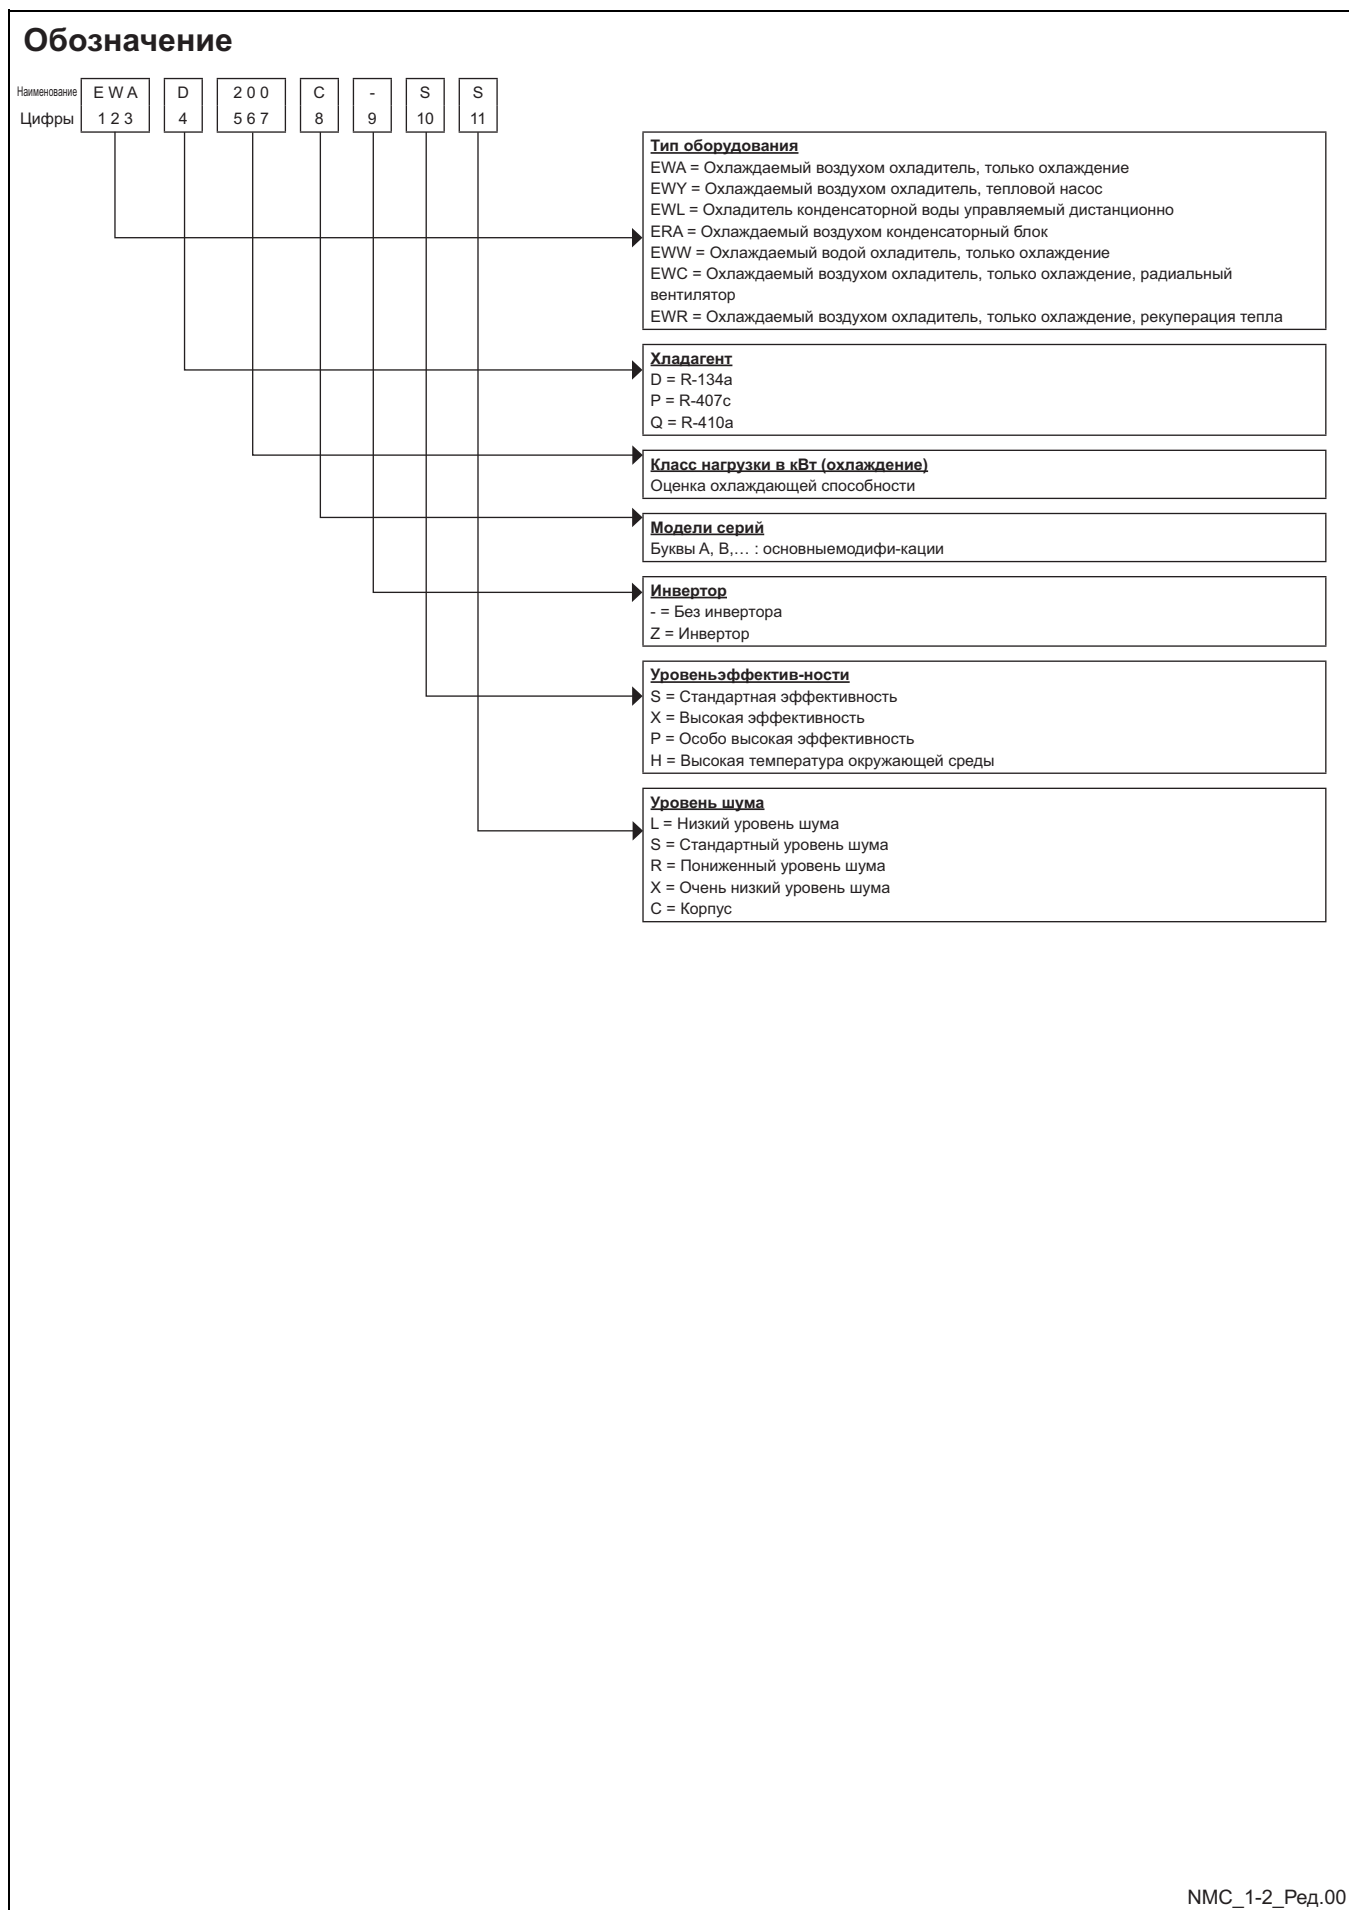 Обозначение
Наименование E W A D 2 0 0 C - S S
Цифры 1 2 3 4 5 6 7 8 9 10 11
Тип оборудования
EWA = Охлаждаемый воздухом охладитель, только охлаждение
EWY = Охлаждаемый воздухом охладитель, тепловой насос
EWL = Охладитель конденсаторной воды управляемый дистанционно
ERA = Охлаждаемый воздухом конденсаторный блок
EWW = Охлаждаемый водой охладитель, только охлаждение
EWC = Охлаждаемый воздухом охладитель, только охлаждение, радиальный
вентилятор
EWR = Охлаждаемый воздухом охладитель, только охлаждение, рекуперация тепла
Хладагент
D = R-134a
P = R-407c
Q = R-410a
Класс нагрузки в кВт (охлаждение)
Оценка охлаждающей способности
Модели серий
Буквы A, B,… : основныемодифи-кации
Инвертор
- = Без инвертора
Z = Инвертор
Уровеньэффектив-ности
S = Стандартная эффективность
X = Высокая эффективность
P = Особо высокая эффективность
H = Высокая температура окружающей среды
Уровень шума
L = Низкий уровень шума
S = Стандартный уровень шума
R = Пониженный уровень шума
X = Очень низкий уровень шума
C = Корпус
NMC_1-2_Ред.00